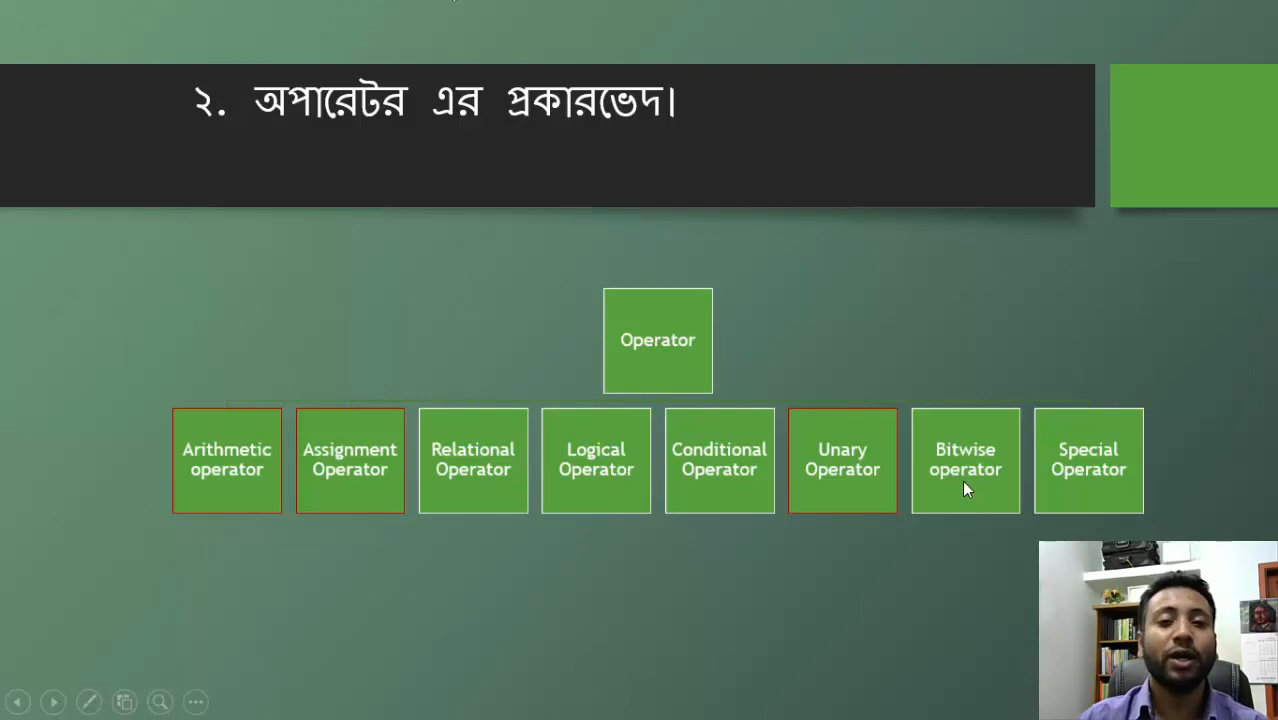 ২. অপারেটর এর প্রকারভেদ।
Operator
Arithmetic
operator
Assignment
Operator
Relational
Operator
Logical
Operator
Conditional
Operator
Unary
Operator
Bitwise
operator
Special
Operator